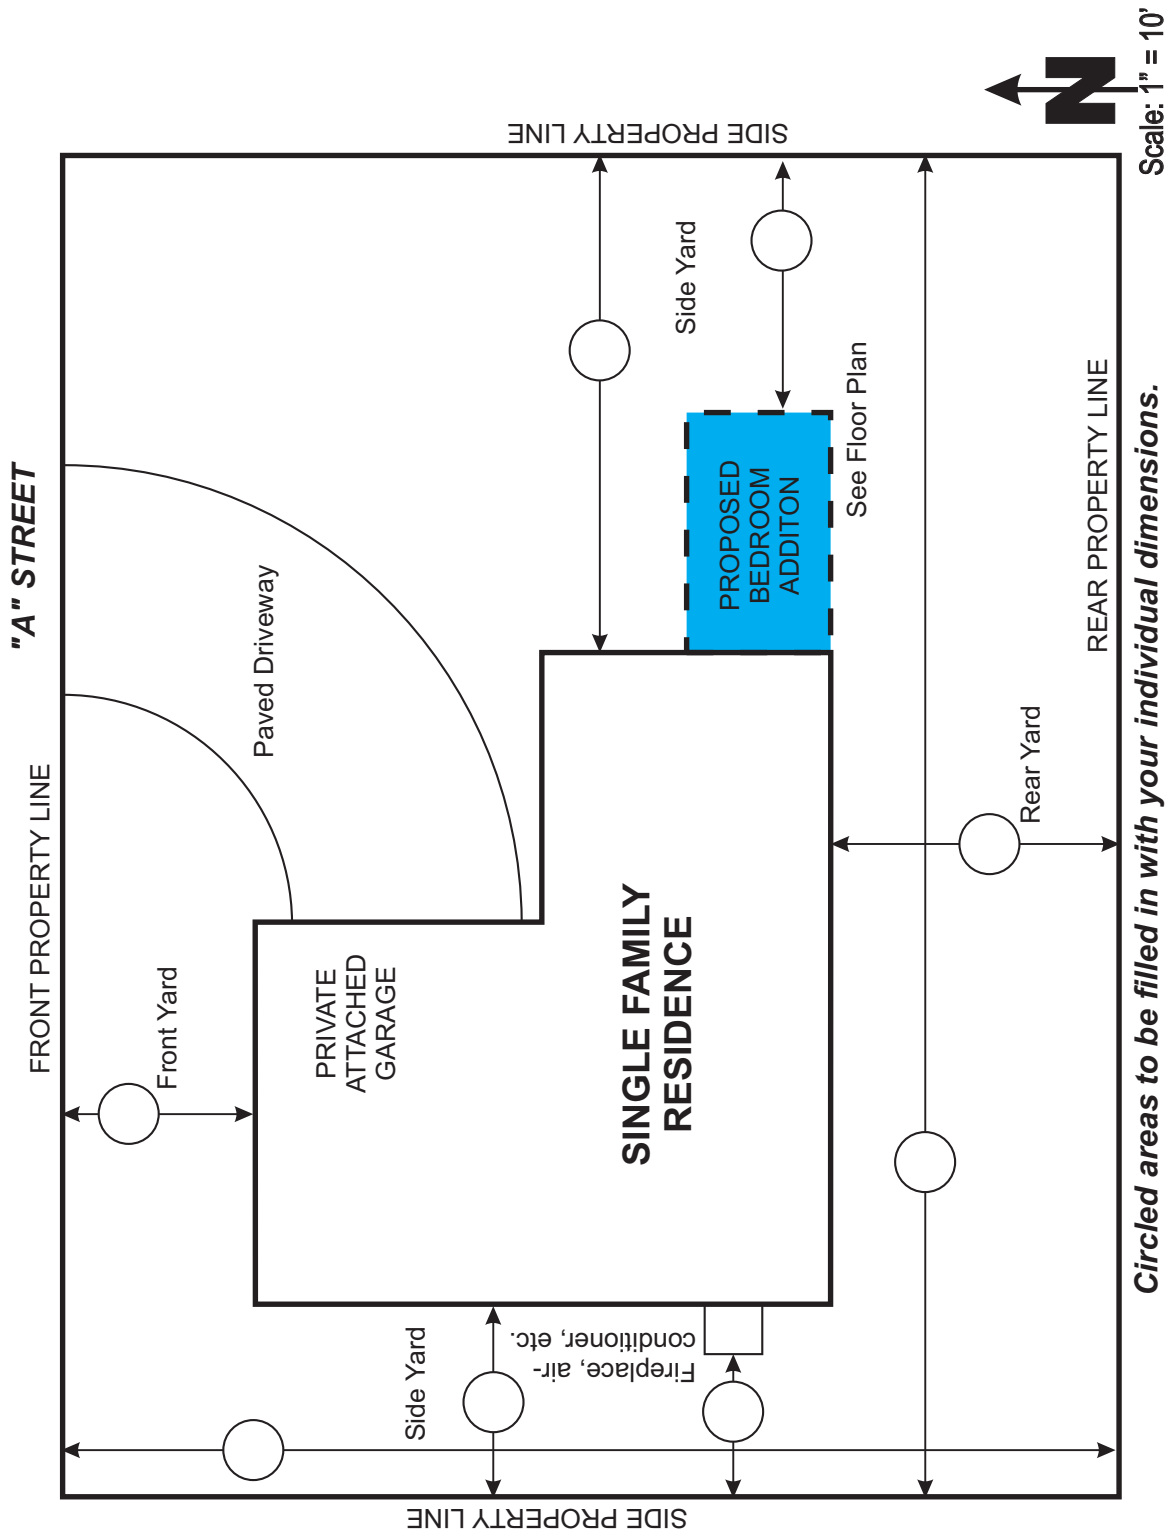 "A" STREET
FRONT PROPERTY LINE
Front Yard
Paved Driveway
PRIVATE
ATTACHED
GARAGE
SIDE PROPERTY LINE
SIDE PROPERTY LINE
Side Yard
Fireplace, air-
conditioner, etc.
SINGLE FAMILY
RESIDENCE
Side Yard
PROPOSED
BEDROOM
ADDITON
See Floor Plan
Rear Yard
REAR PROPERTY LINE
Circled areas to be filled in with your individual dimensions.
N
Scale: 1" = 10'